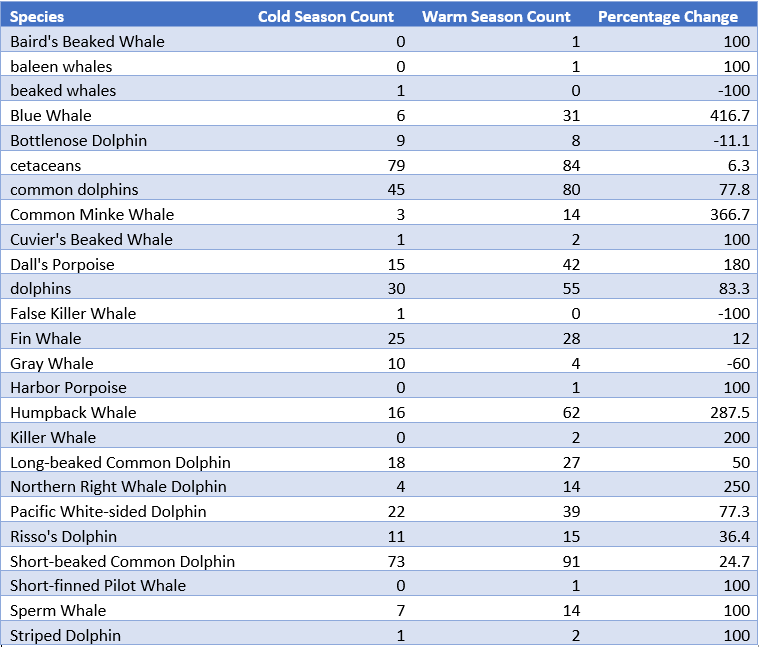 Species Cold Season Count Warm Season Count Percentage Change
Baird's Beaked Whale 0 1 100
baleen whales 0 1 100
beaked whales 1 0 -100
Blue Whale 6 31 416.7
Bottlenose Dolphin 9 8 -11.1
cetaceans 79 84 6.3
common dolphins 45 80 77.8
Common Minke Whale 3 14 366.7
Cuvier's Beaked Whale 1 2 100
Dall's Porpoise 15 42 180
dolphins 30 55 83.3
False Killer Whale 1 0 -100
Fin Whale 25 28 12
Gray Whale 10 4 -60
Harbor Porpoise 0 1 100
Humpback Whale 16 62 287.5
Killer Whale 0 2 200
Long-beaked Common Dolphin 18 27 50
Northern Right Whale Dolphin 4 14 250
Pacific White-sided Dolphin 22 39 77.3
Risso's Dolphin 11 15 36.4
Short-beaked Common Dolphin 73 91 24.7
Short-finned Pilot Whale 0 1 100
Sperm Whale 7 14 100
Striped Dolphin 1 2 100